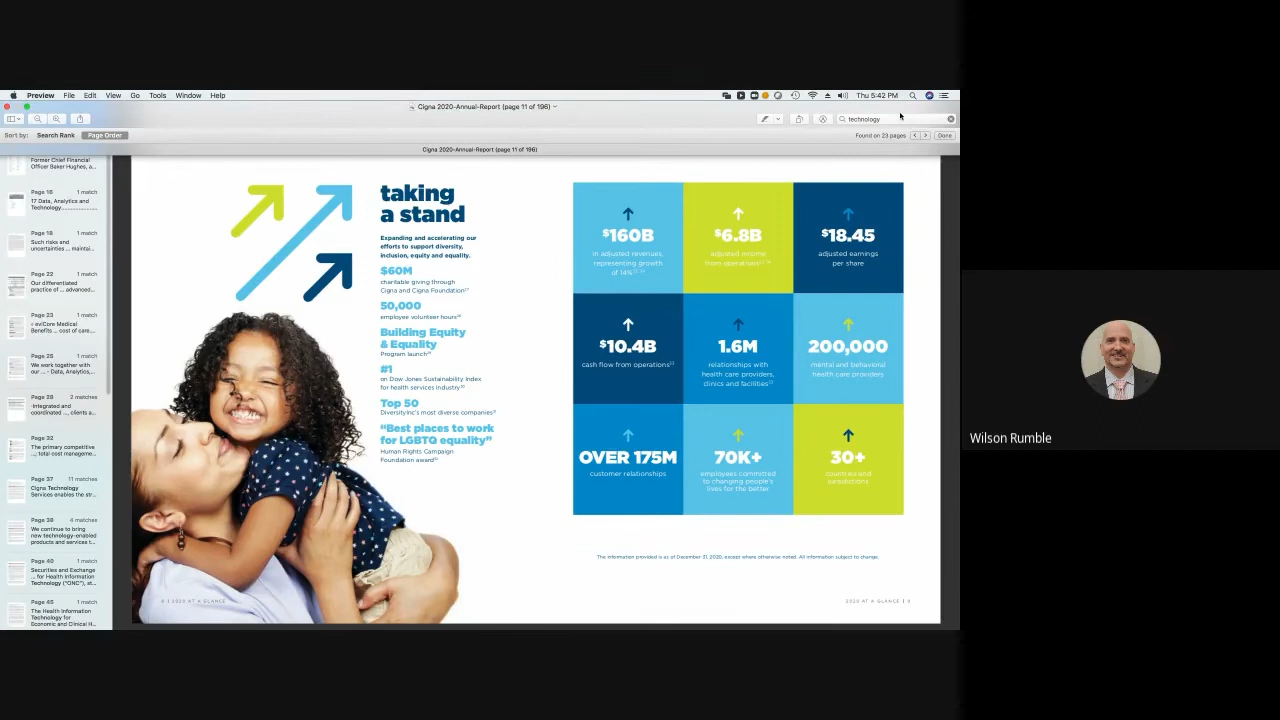 Preview File Edit View Go Tools Window Help
Thu 5:42 PM
Cigna 2020-Annual-Report (page 11 of 196)
technology
Sort by: Search Rank Page Order
Found on 23 pages
Done
Cigna 2020-Annual-Report (page 11 of 196)
Former Chief Financial
Officer Baker Hughes, a...
Page 16 1 match
17 Data, Analytics and
Technology
Page 18 1 match
Such risks and
uncertainties ... maintai...
Page 22 1 match
Our differentiated
practice of ... advanced...
Page 23 1 match
eviCore Medical
Benefits ... cost of care...
Page 25 1 match
We work together with
our ... - Data, Analytics,...
Page 28 2 matches
Integrated and
coordinated ..., clients a...
Page 32 1 match
The primary competitive
...; total cost manageme...
Page 37 11 matches
Cigna Technology
Services enables the str...
Page 38 4 matches
We continue to bring
new technology-enabled
products and services t...
Page 40 1 match
Securities and Exchange
... for Health Information
Technology ("ONC"), st...
Page 45 1 match
The Health Information
Technology for
Economic and Clinical H...
taking
a stand
Expanding and accelerating our
efforts to support diversity,
inclusion, equity and equality.
$60M
charitable giving through
Cigna and Cigna Foundation
50,000
employee volunteer hours
Building Equity
& Equality
Program launch
#1
on Dow Jones Sustainability Index
for health services industry
Top 50
DiversityInc's most diverse companies
“Best places to work
for LGBTQ equality”
Human Rights Campaign
Foundation award
$160B
in adjusted revenues,
representing growth
of 14%
$6.8B
adjusted income
from operations
$18.45
adjusted earnings
per share
$10.4B
cash flow from operations
1.6M
relationships with
health care providers,
clinics and facilities
200,000
mental and behavioral
health care providers
OVER 175M
customer relationships
70K+
employees committed
to changing people's
lives for the better
30+
countries and
jurisdictions
The information provided is as of December 31, 2020, except where otherwise noted. All information subject to change.
2020 AT A GLANCE
2020 AT A GLANCE
Wilson Rumble